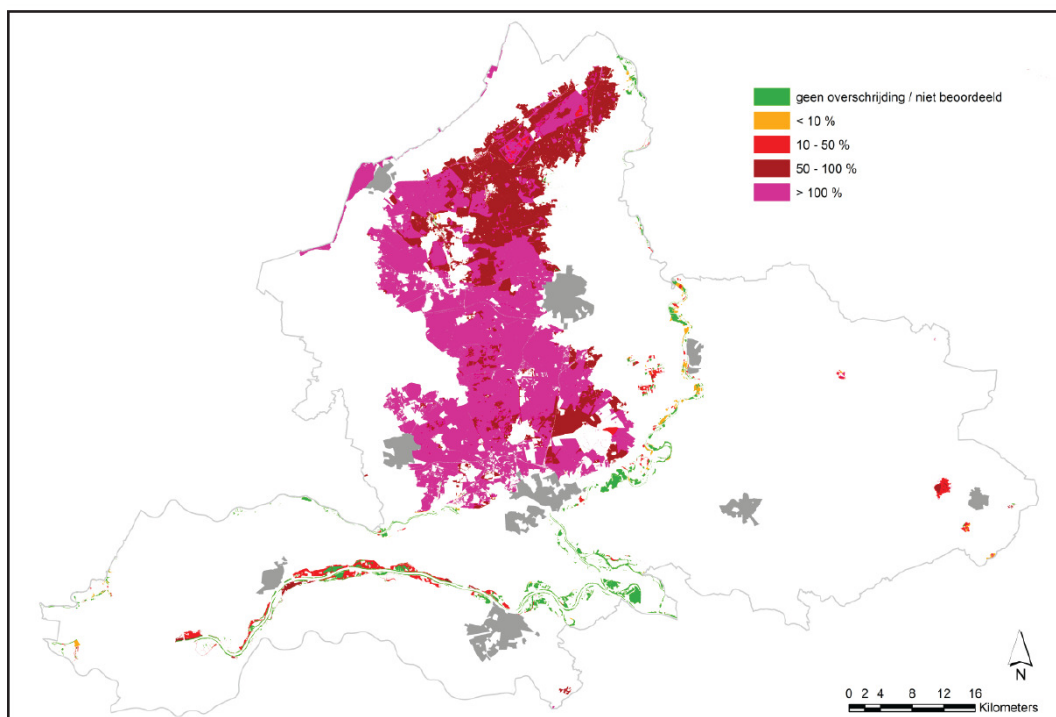 geen overschrijding / niet beoordeeld
< 10 %
10 - 50 %
50 - 100 %
> 100 %
N
0 2 4 8 12 16
Kilometers